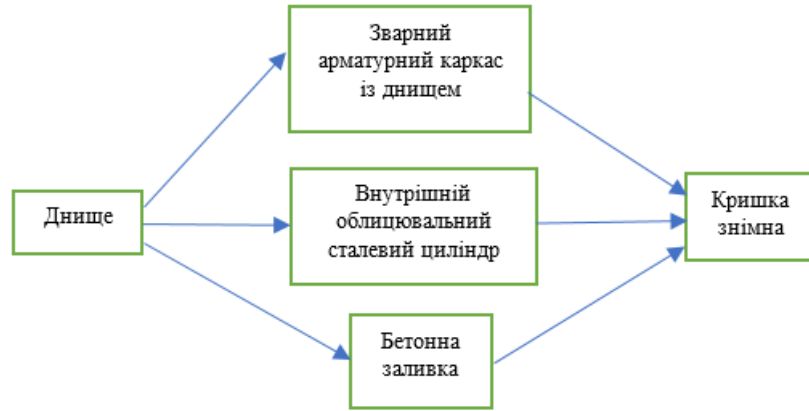 Зварний
арматурний каркас
із днищем
Днище
Внутрішній
облицювальний
сталевий циліндр
Кришка
знімна
Бетонна
заливка